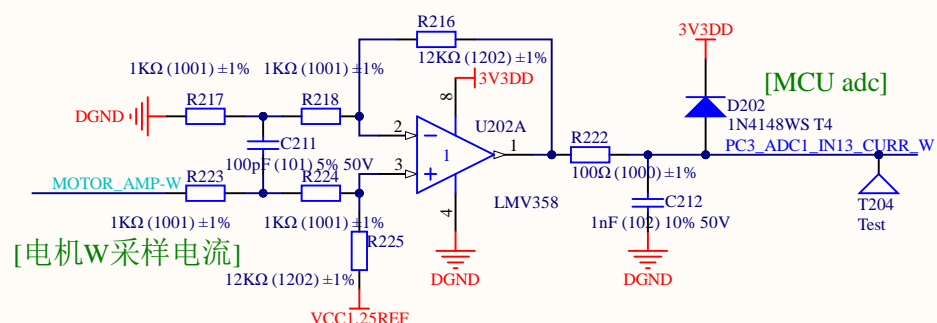 R216
12KΩ (1202) ±1%
3V3DD
1KΩ (1001) ±1%
1KΩ (1001) ±1%
3V3DD
[MCU adc]
DGND
R217
R218
8
U202A
D202
1N4148WS T4
C211
100pF (101) 5% 50V
2
3
1
1
R222
100Ω (1000) ±1%
PC3_ADC1_IN13_CURR_W
MOTOR_AMP-W
R223
R224
4
LMV358
C212
1nF (102) 10% 50V
T204
Test
1KΩ (1001) ±1%
1KΩ (1001) ±1%
R225
[电机W采样电流]
12KΩ (1202) ±1%
DGND
DGND
VCC1.25REF